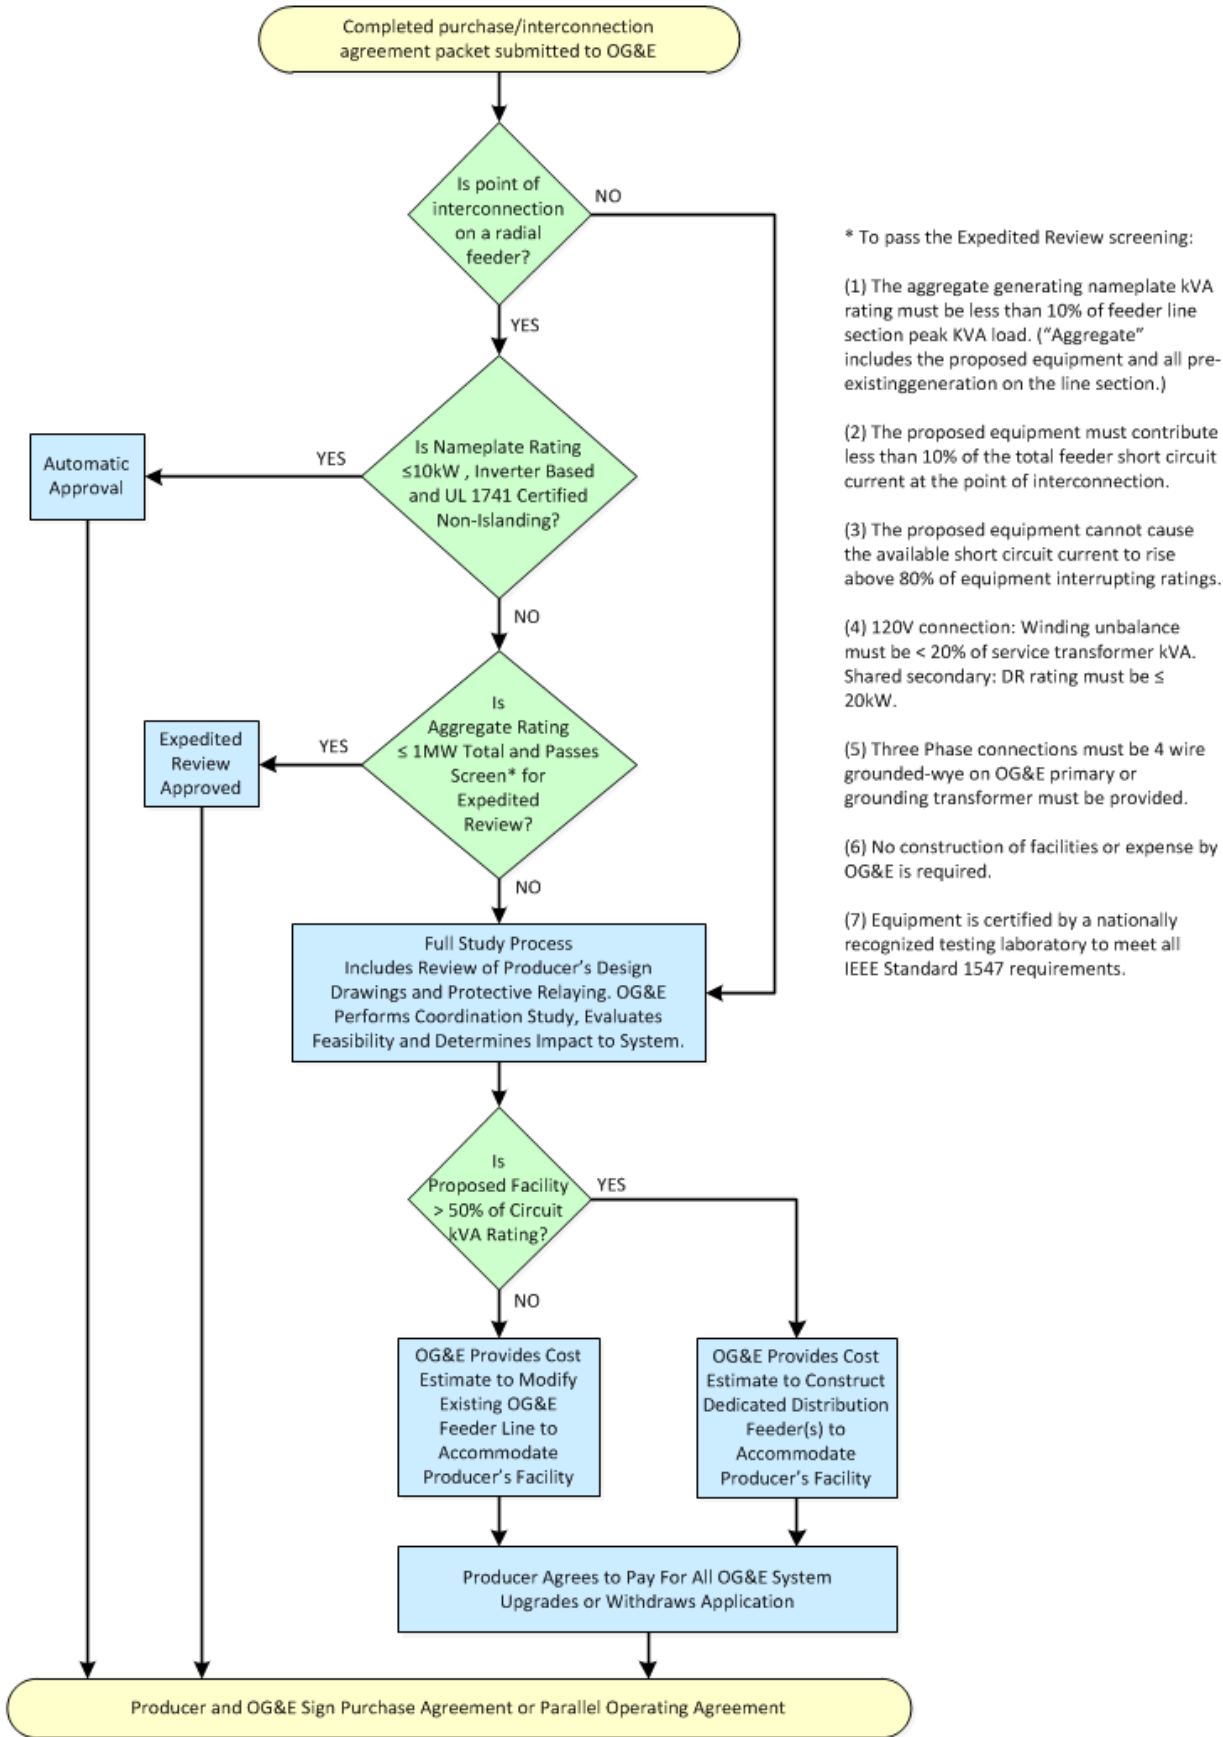 Completed purchase/interconnection
agreement packet submitted to OG&E
Is point of
interconnection
on a radial
feeder?
NO
YES
Is Nameplate Rating
≤10kW , Inverter Based
and UL 1741 Certified
Non-Islanding?
YES
Automatic
Approval
NO
Is
Aggregate Rating
≤ 1MW Total and Passes
Screen* for
Expedited
Review?
YES
Expedited
Review
Approved
NO
Full Study Process
Includes Review of Producer's Design
Drawings and Protective Relaying. OG&E
Performs Coordination Study, Evaluates
Feasibility and Determines Impact to System.
Is
Proposed Facility
> 50% of Circuit
kVA Rating?
YES
NO
OG&E Provides Cost
Estimate to Modify
Existing OG&E
Feeder Line to
Accommodate
Producer's Facility
OG&E Provides Cost
Estimate to Construct
Dedicated Distribution
Feeder(s) to
Accommodate
Producer's Facility
Producer Agrees to Pay For All OG&E System
Upgrades or Withdraws Application
Producer and OG&E Sign Purchase Agreement or Parallel Operating Agreement
* To pass the Expedited Review screening:
(1) The aggregate generating nameplate kVA
rating must be less than 10% of feeder line
section peak KVA load. ("Aggregate"
includes the proposed equipment and all pre-
existinggeneration on the line section.)
(2) The proposed equipment must contribute
less than 10% of the total feeder short circuit
current at the point of interconnection.
(3) The proposed equipment cannot cause
the available short circuit current to rise
above 80% of equipment interrupting ratings.
(4) 120V connection: Winding unbalance
must be < 20% of service transformer kVA.
Shared secondary: DR rating must be ≤
20kW.
(5) Three Phase connections must be 4 wire
grounded-wye on OG&E primary or
grounding transformer must be provided.
(6) No construction of facilities or expense by
OG&E is required.
(7) Equipment is certified by a nationally
recognized testing laboratory to meet all
IEEE Standard 1547 requirements.